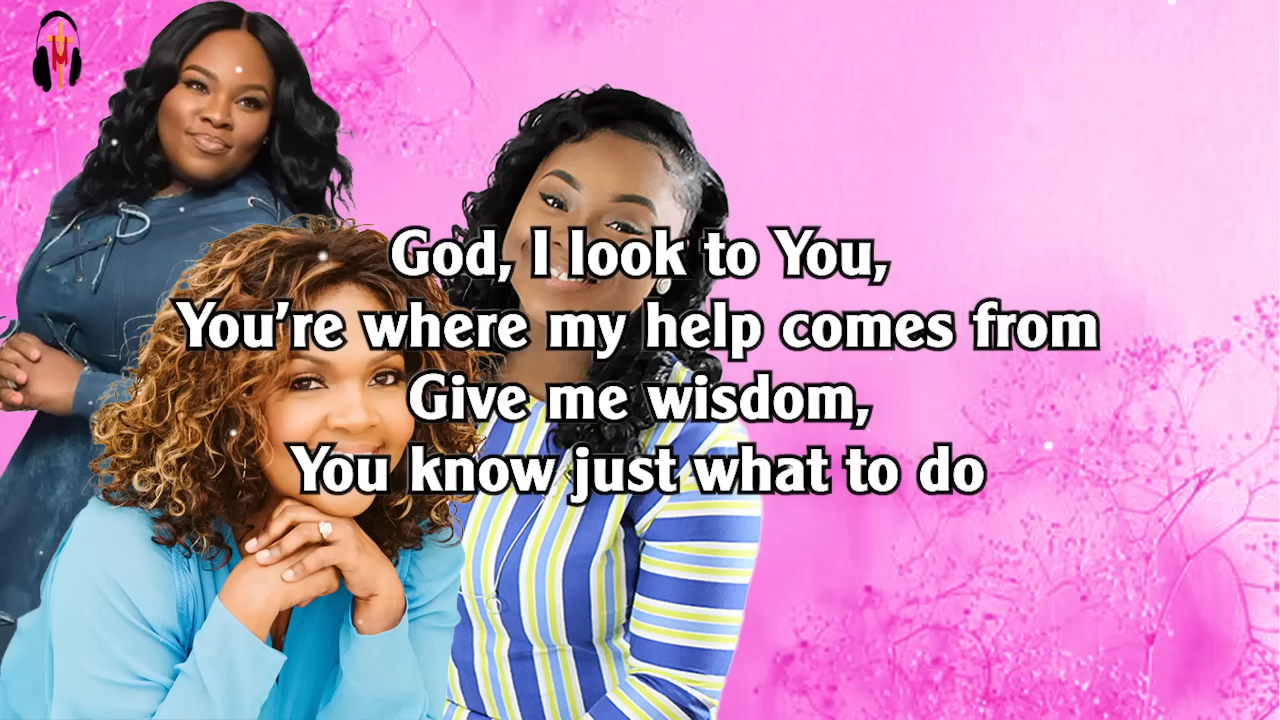 God, I look to You,
You're where my help comes from
Give me wisdom,
You know just what to do